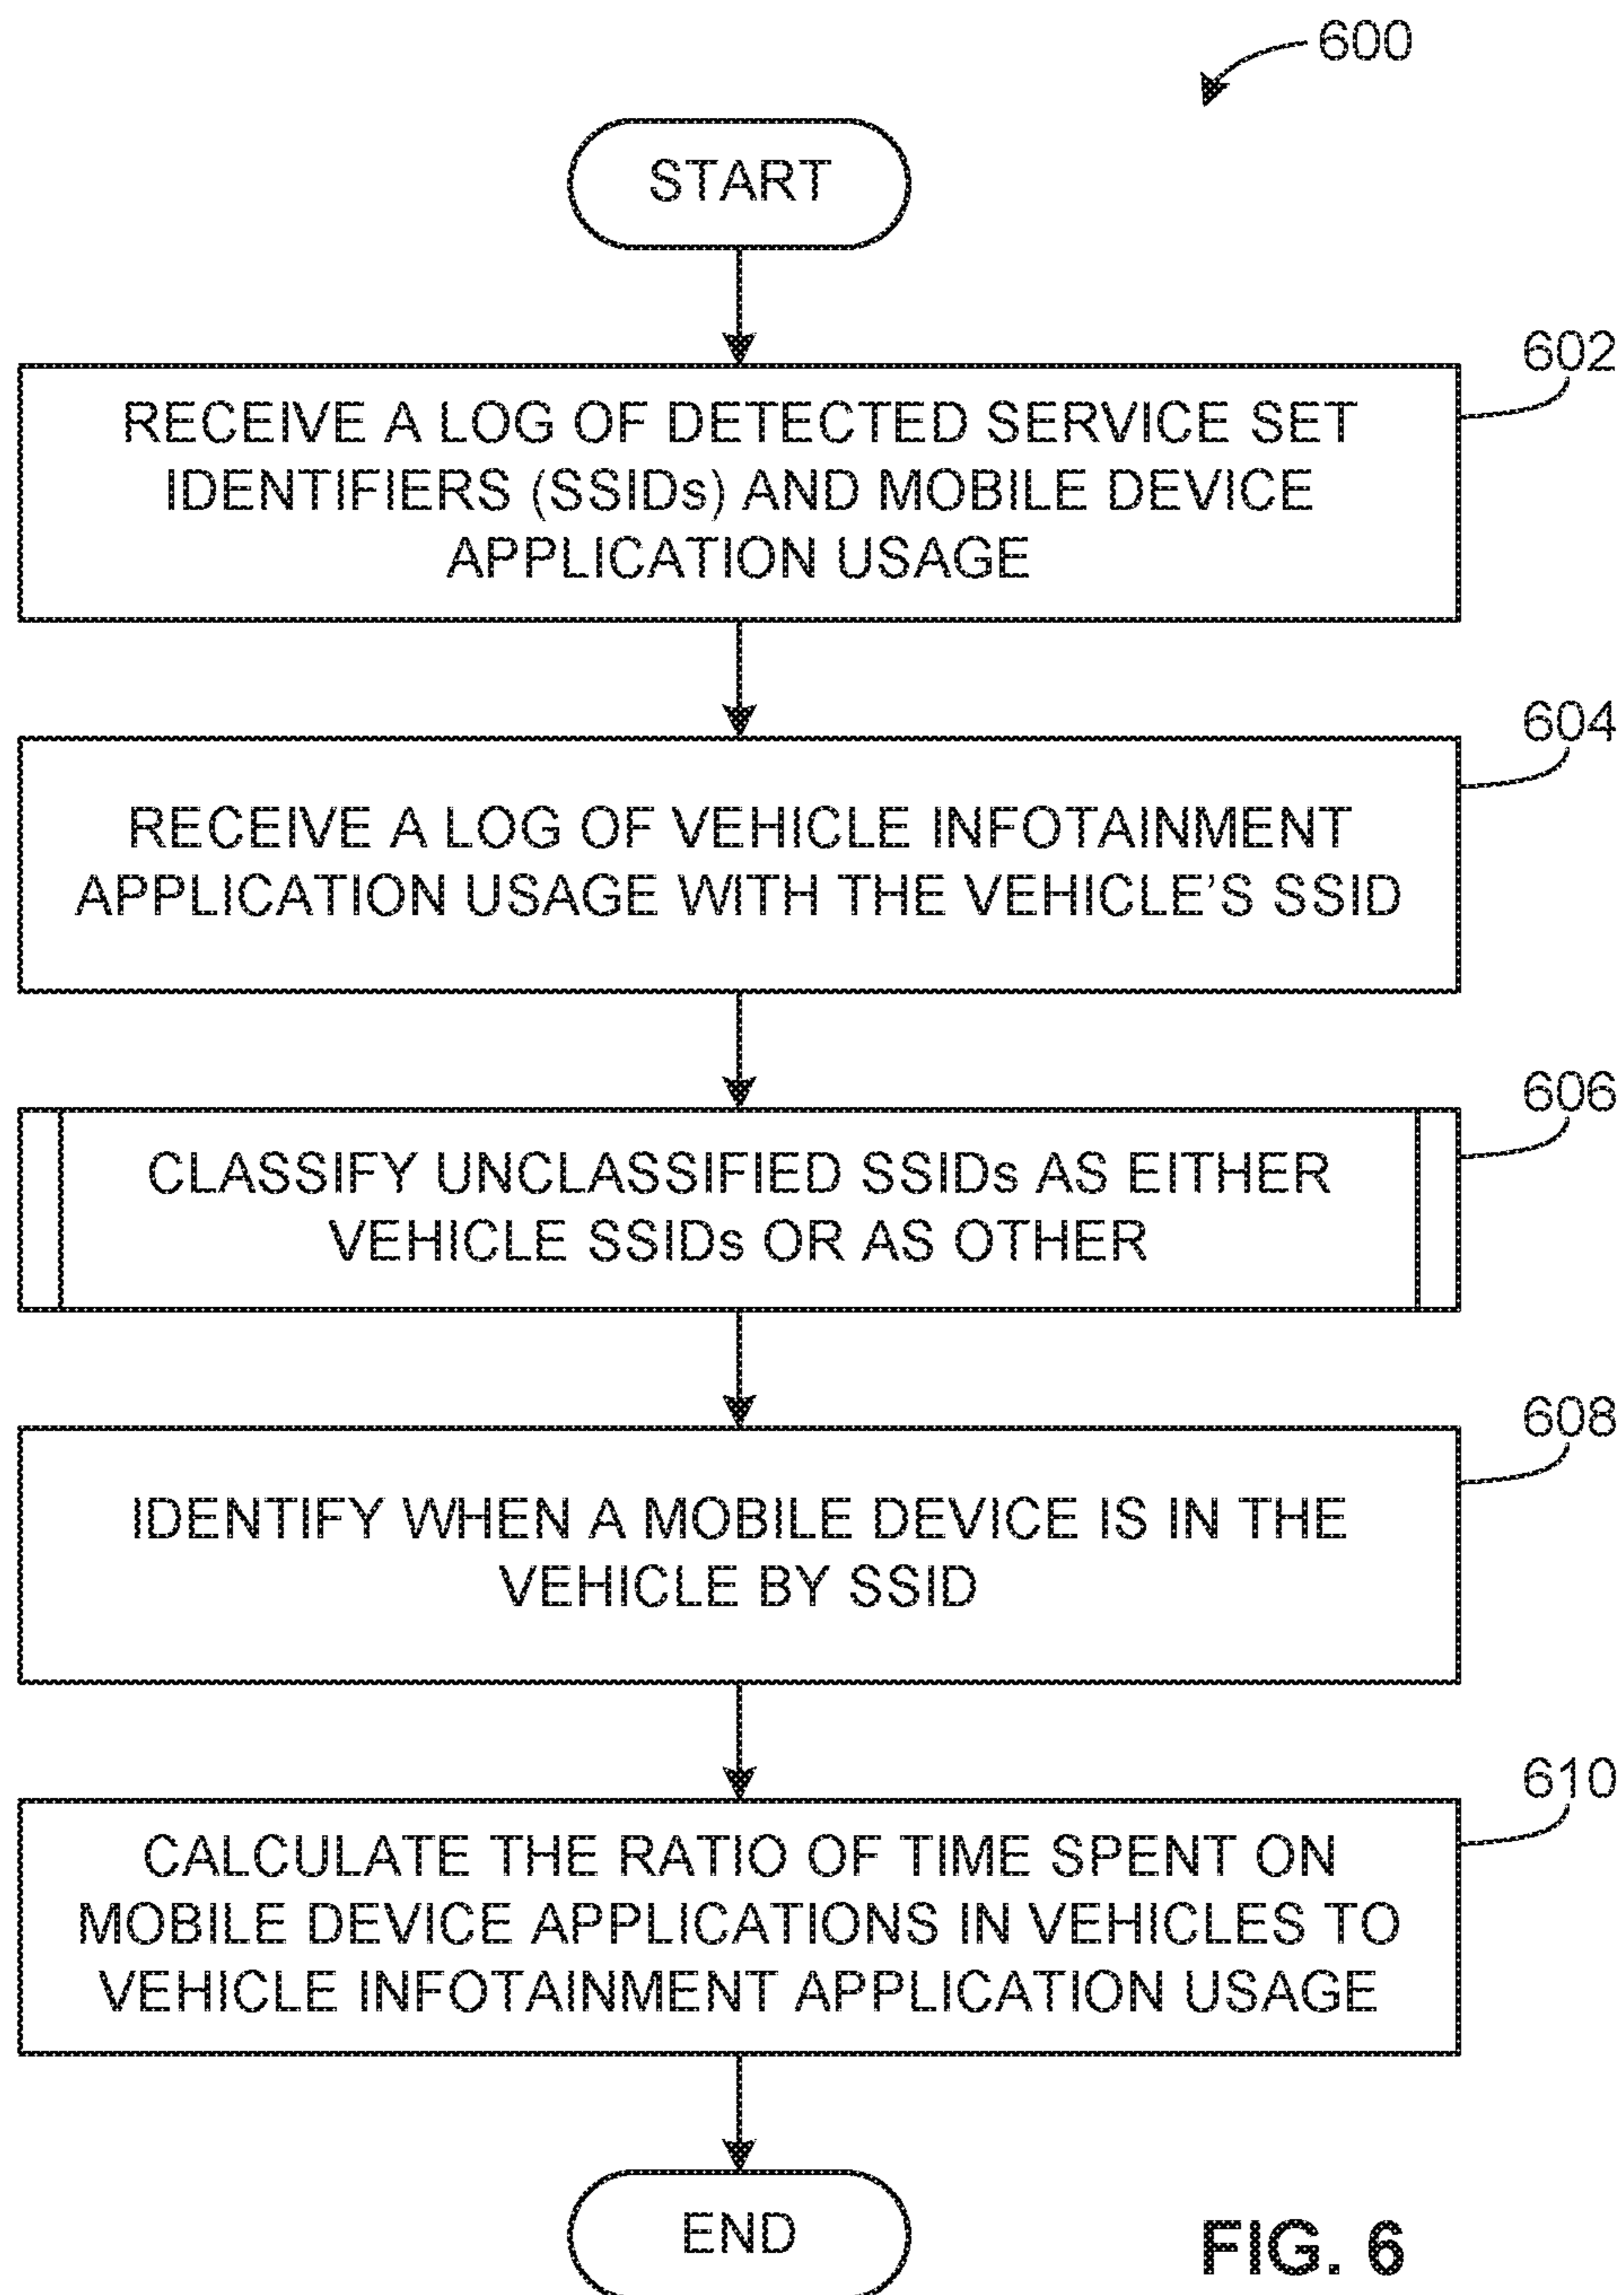 600
START
602
RECEIVE A LOG OF DETECTED SERVICE SET
IDENTIFIERS (SSIDs) AND MOBILE DEVICE
APPLICATION USAGE
604
RECEIVE A LOG OF VEHICLE INFOTAINMENT
APPLICATION USAGE WITH THE VEHICLE'S SSID
606
CLASSIFY UNCLASSIFIED SSIDs AS EITHER
VEHICLE SSIDs OR AS OTHER
608
IDENTIFY WHEN A MOBILE DEVICE IS IN THE
VEHICLE BY SSID
610
CALCULATE THE RATIO OF TIME SPENT ON
MOBILE DEVICE APPLICATIONS IN VEHICLES TO
VEHICLE INFOTAINMENT APPLICATION USAGE
END
FIG. 6